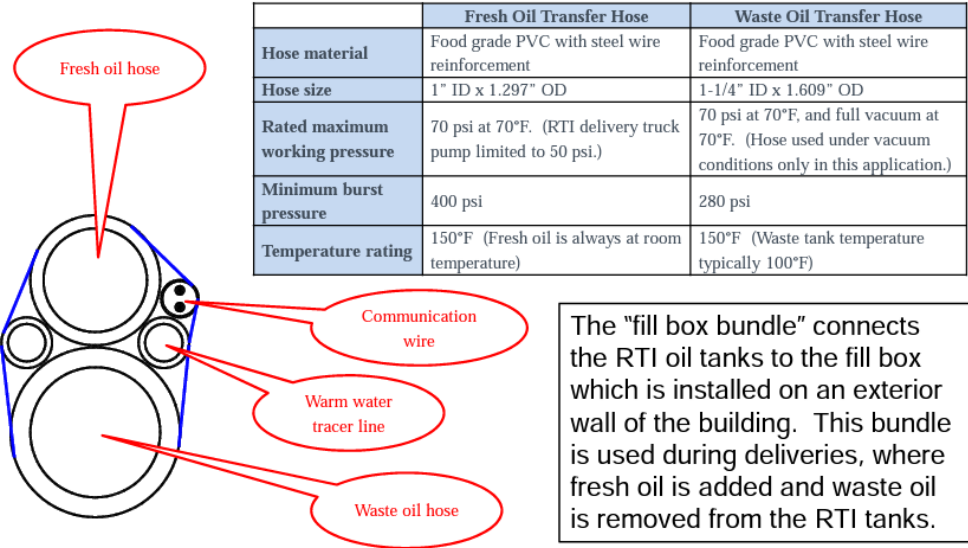 Fresh oil hose
Fresh Oil Transfer Hose
Waste Oil Transfer Hose
Hose material
Food grade PVC with steel wire
reinforcement
Food grade PVC with steel wire
reinforcement
Hose size
1" ID x 1.297" OD
1-1/4" ID x 1.609" OD
Rated maximum
working pressure
70 psi at 70°F. (RTI delivery truck
pump limited to 50 psi.)
70 psi at 70°F, and full vacuum at
70°F. (Hose used under vacuum
conditions only in this application.)
Minimum burst
pressure
400 psi
280 psi
Temperature rating
150°F (Fresh oil is always at room
temperature)
150°F (Waste tank temperature
typically 100°F)
Communication
wire
Warm water
tracer line
Waste oil hose
The "fill box bundle" connects
the RTI oil tanks to the fill box
which is installed on an exterior
wall of the building. This bundle
is used during deliveries, where
fresh oil is added and waste oil
is removed from the RTI tanks.